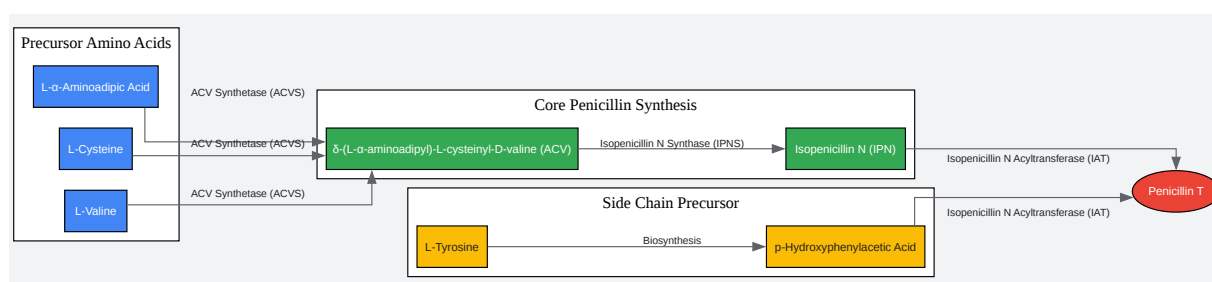 Precursor Amino Acids
L-α-Aminoadipic Acid
L-Cysteine
L-Valine
ACV Synthetase (ACVS)
ACV Synthetase (ACVS)
ACV Synthetase (ACVS)
Core Penicillin Synthesis
δ-(L-α-aminoadipyl)-L-cysteinyl-D-valine (ACV)
Isopenicillin N Synthase (IPNS)
Isopenicillin N (IPN)
Isopenicillin N Acyltransferase (IAT)
Side Chain Precursor
L-Tyrosine
Biosynthesis
p-Hydroxyphenylacetic Acid
Isopenicillin N Acyltransferase (IAT)
Penicillin T